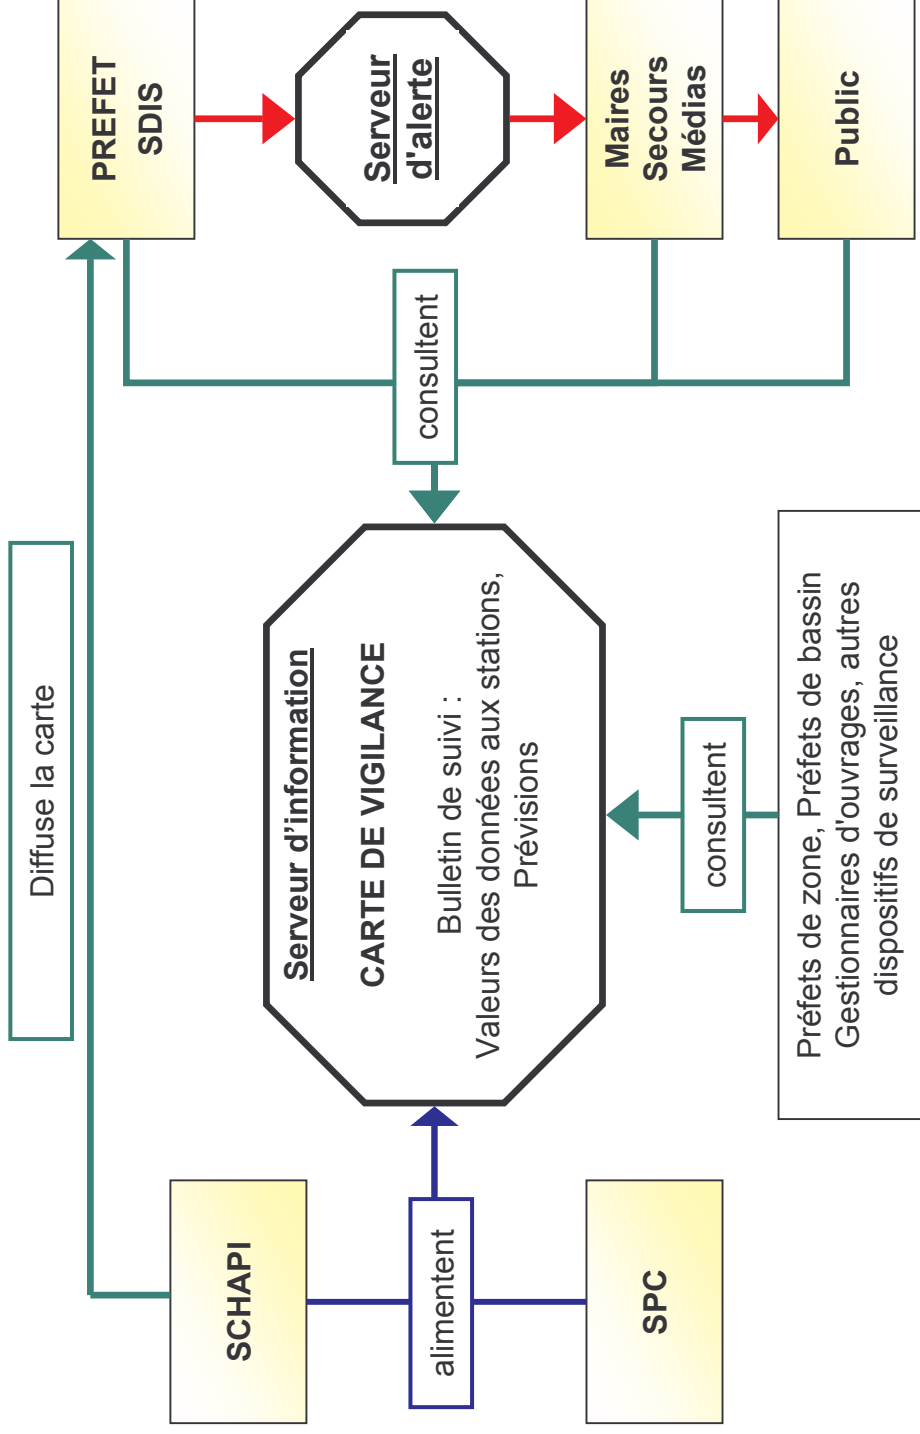 Diffuse la carte
SCHAPI
alimentent
SPC
Serveur d'information
CARTE DE VIGILANCE
Bulletin de suivi :
Valeurs des données aux stations,
Prévisions
consultent
Préfets de zone, Préfets de bassin
Gestionnaires d'ouvrages, autres
dispositifs de surveillance
consultent
PREFET
SDIS
Serveur
d'alerte
Maires
Secours
Médias
Public